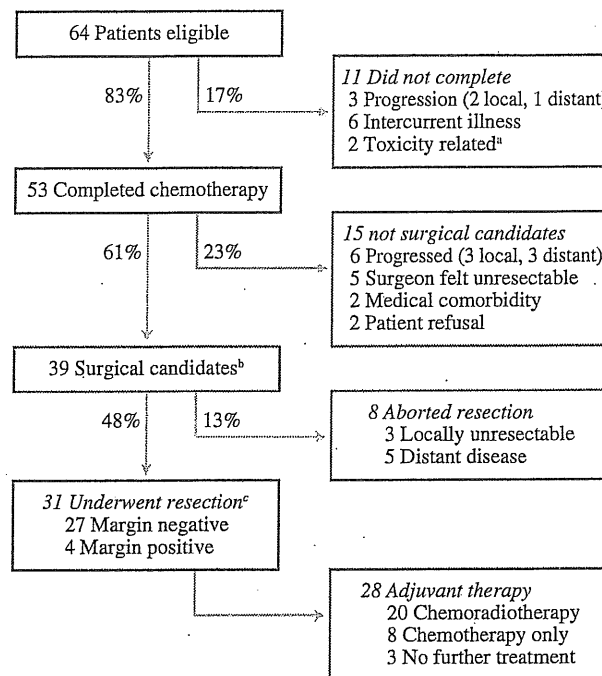 64 Patients eligible
83%
17%
11 Did not complete
3 Progression (2 local, 1 distant)
6 Intercurrent illness
2 Toxicity relatedᵃ
53 Completed chemotherapy
61%
23%
15 not surgical candidates
6 Progressed (3 local, 3 distant)
5 Surgeon felt unresectable
2 Medical comorbidity
2 Patient refusal
39 Surgical candidatesᵇ
48%
13%
8 Aborted resection
3 Locally unresectable
5 Distant disease
31 Underwent resectionᶜ
27 Margin negative
4 Margin positive
28 Adjuvant therapy
20 Chemoradiotherapy
8 Chemotherapy only
3 No further treatment